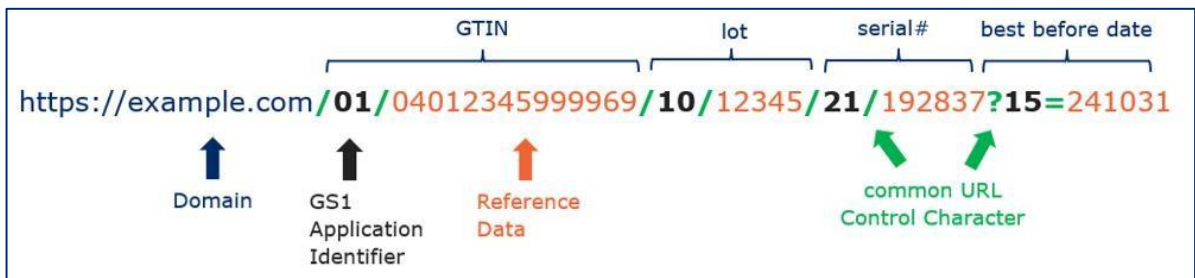 GTIN lot serial# best before date
https://example.com/01/04012345999969/10/12345/21/192837?15=241031
Domain
GS1
Application
Identifier
Reference
Data
common URL
Control Character